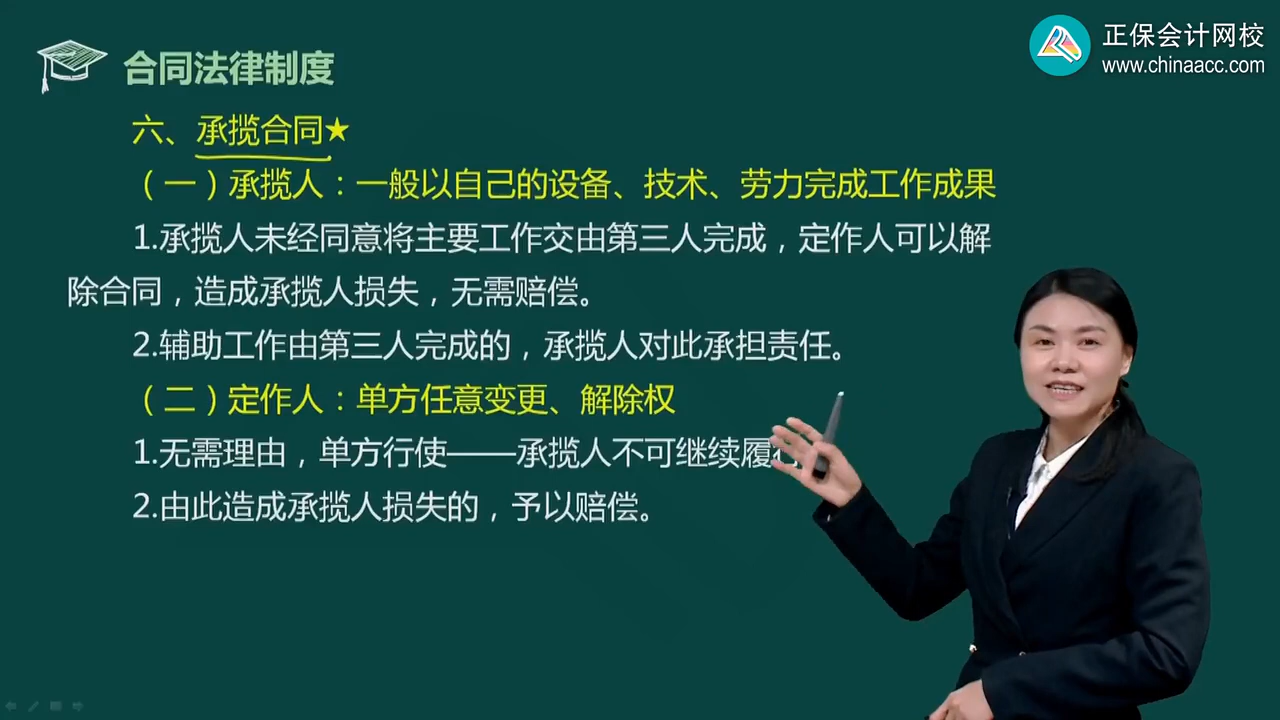 正保会计网校
www.chinaacc.com
合同法律制度
六、承揽合同★
（一）承揽人：一般以自己的设备、技术、劳力完成工作成果
1.承揽人未经同意将主要工作交由第三人完成，定作人可以解
除合同，造成承揽人损失，无需赔偿。
2.辅助工作由第三人完成的，承揽人对此承担责任。
（二）定作人：单方任意变更、解除权
1.无需理由，单方行使——承揽人不可继续履
2.由此造成承揽人损失的，予以赔偿。